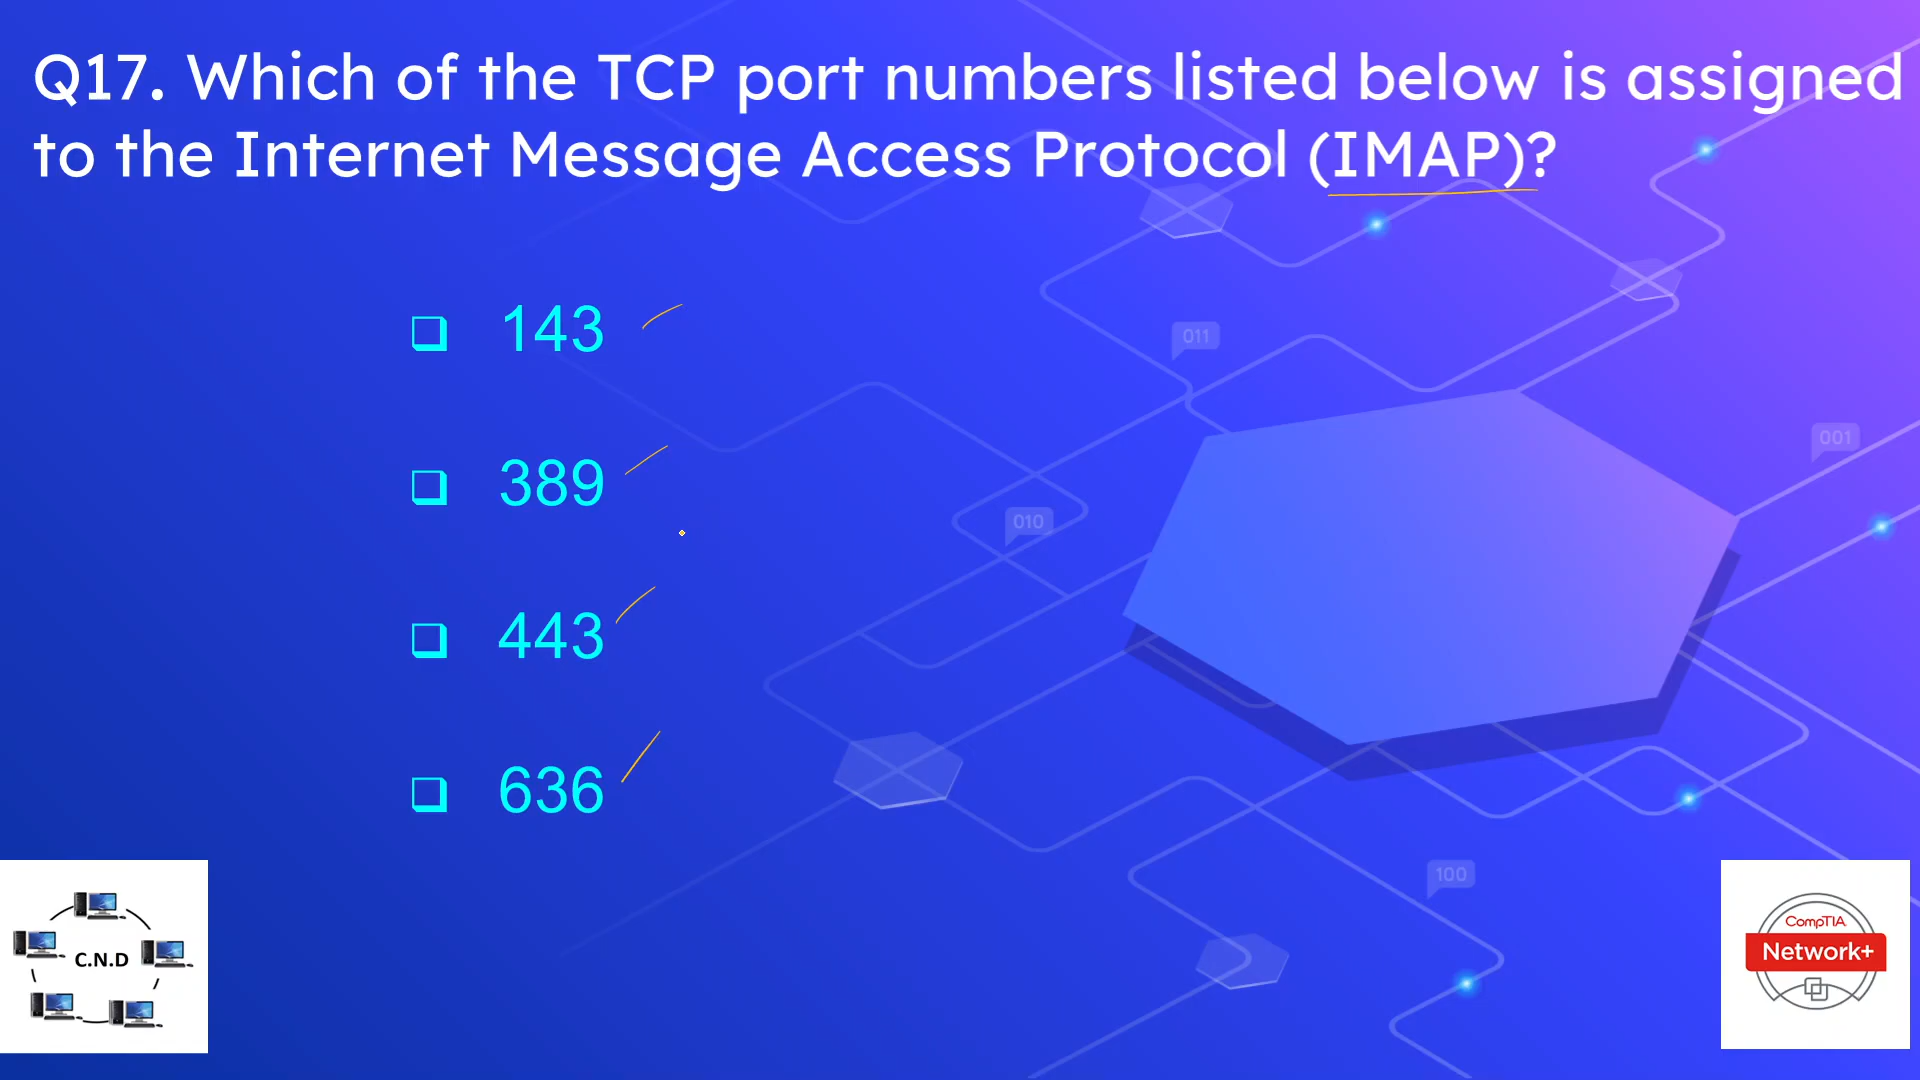 Q17. Which of the TCP port numbers listed below is assigned
to the Internet Message Access Protocol (IMAP)?
143
011
389
001
010
443
636
100
C.N.D
CompTIA
Network+